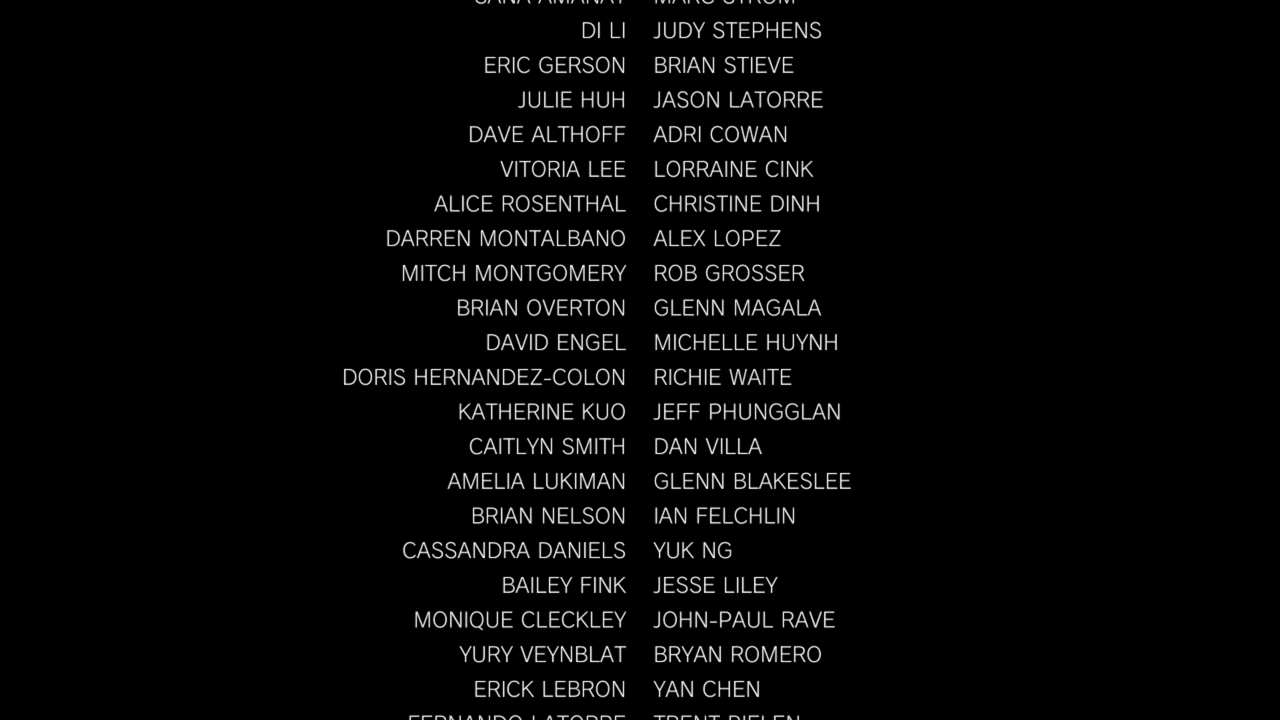 DI LI JUDY STEPHENS
ERIC GERSON BRIAN STIEVE
JULIE HUH JASON LATORRE
DAVE ALTHOFF ADRI COWAN
VITORIA LEE LORRAINE CINK
ALICE ROSENTHAL CHRISTINE DINH
DARREN MONTALBANO ALEX LOPEZ
MITCH MONTGOMERY ROB GROSSER
BRIAN OVERTON GLENN MAGALA
DAVID ENGEL MICHELLE HUYNH
DORIS HERNANDEZ-COLON RICHIE WAITE
KATHERINE KUO JEFF PHUNGGLAN
CAITLYN SMITH DAN VILLA
AMELIA LUKIMAN GLENN BLAKESLEE
BRIAN NELSON IAN FELCHLIN
CASSANDRA DANIELS YUK NG
BAILEY FINK JESSE LILEY
MONIQUE CLECKLEY JOHN-PAUL RAVE
YURY VEYNBLAT BRYAN ROMERO
ERICK LEBRON YAN CHEN